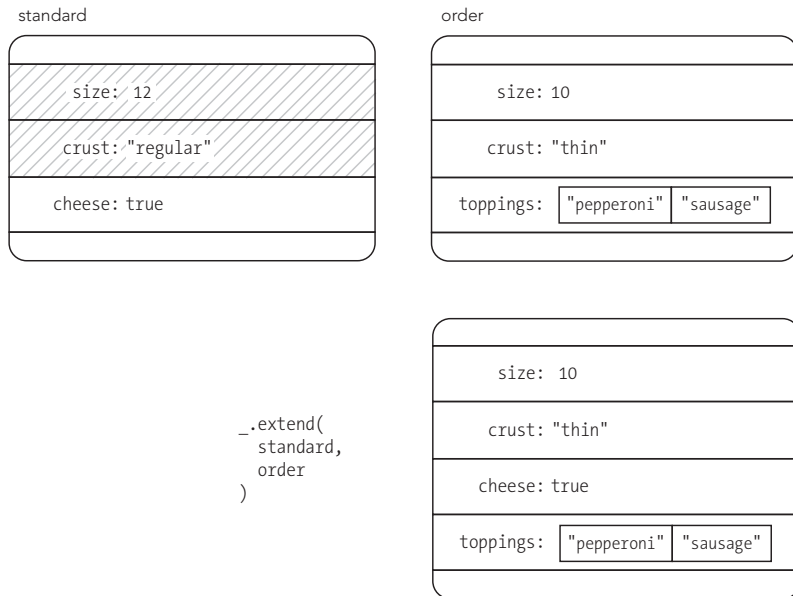 standard
size: 12
crust: "regular"
cheese: true
order
size: 10
crust: "thin"
toppings: "pepperoni" "sausage"
_.extend(
standard,
order
)
size: 10
crust: "thin"
cheese: true
toppings: "pepperoni" "sausage"